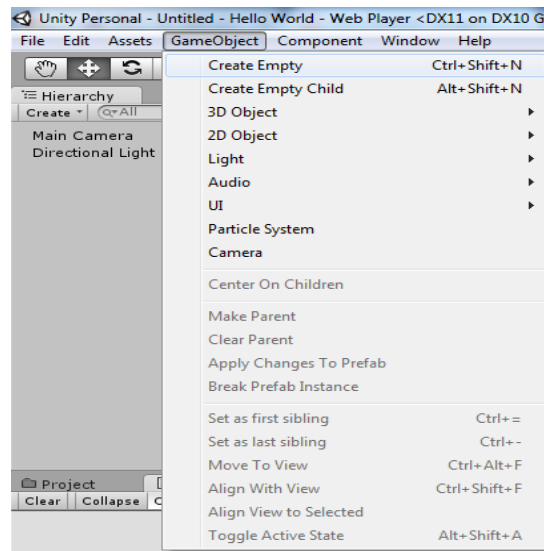 Unity Personal - Untitled - Hello World - Web Player <DX11 on DX10 G
File Edit Assets GameObject Component Window Help
Hierarchy
Create All
Main Camera
Directional Light
Create Empty Ctrl+Shift+N
Create Empty Child Alt+Shift+N
3D Object
2D Object
Light
Audio
UI
Particle System
Camera
Center On Children
Make Parent
Clear Parent
Apply Changes To Prefab
Break Prefab Instance
Set as first sibling Ctrl+=
Set as last sibling Ctrl+-
Move To View Ctrl+Alt+F
Align With View Ctrl+Shift+F
Align View to Selected
Toggle Active State Alt+Shift+A
Project
Clear Collapse C